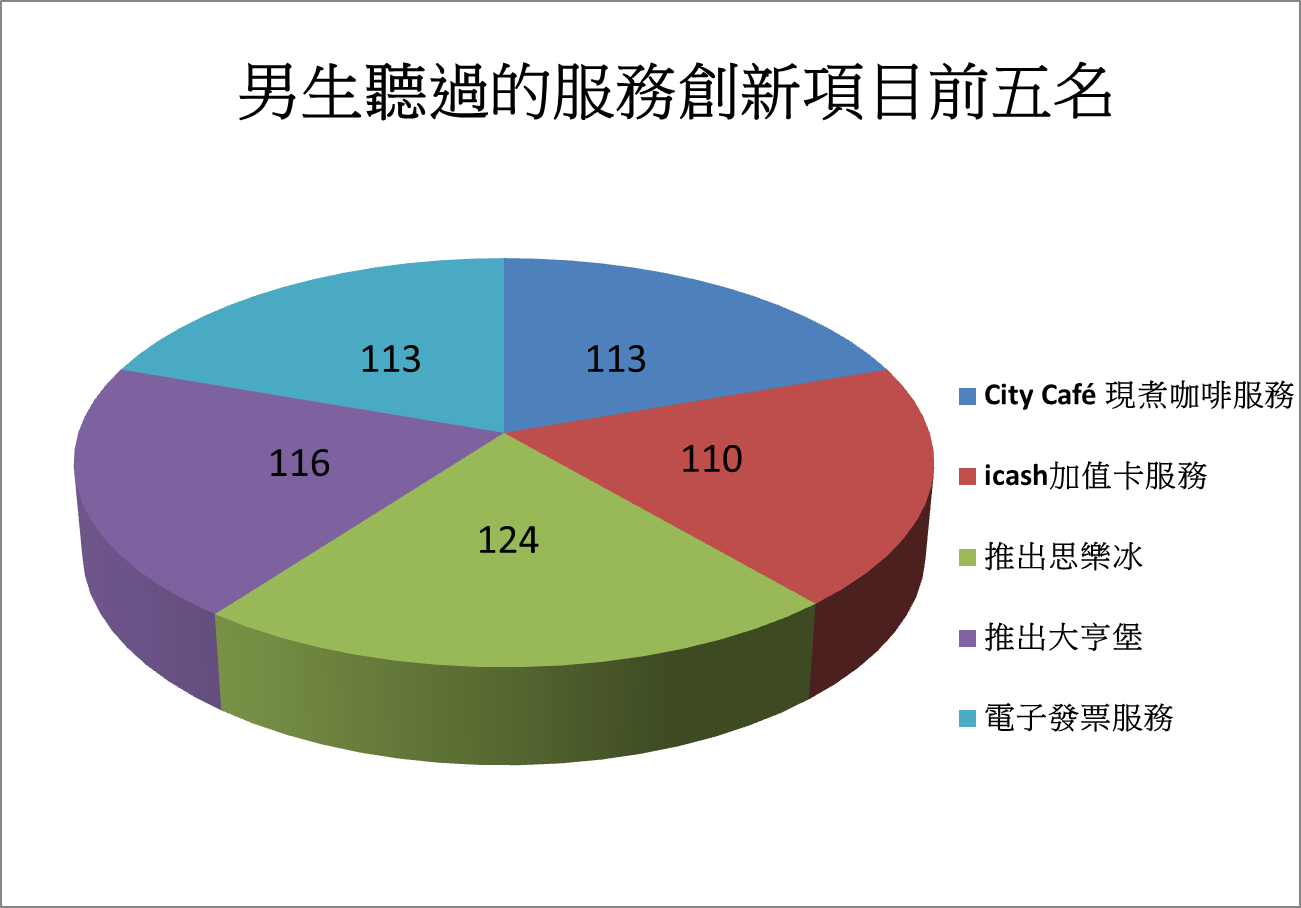 男生聽過的服務創新項目前五名
113
113
116
110
124
City Café 現煮咖啡服務
icash加值卡服務
推出思樂冰
推出大亨堡
電子發票服務